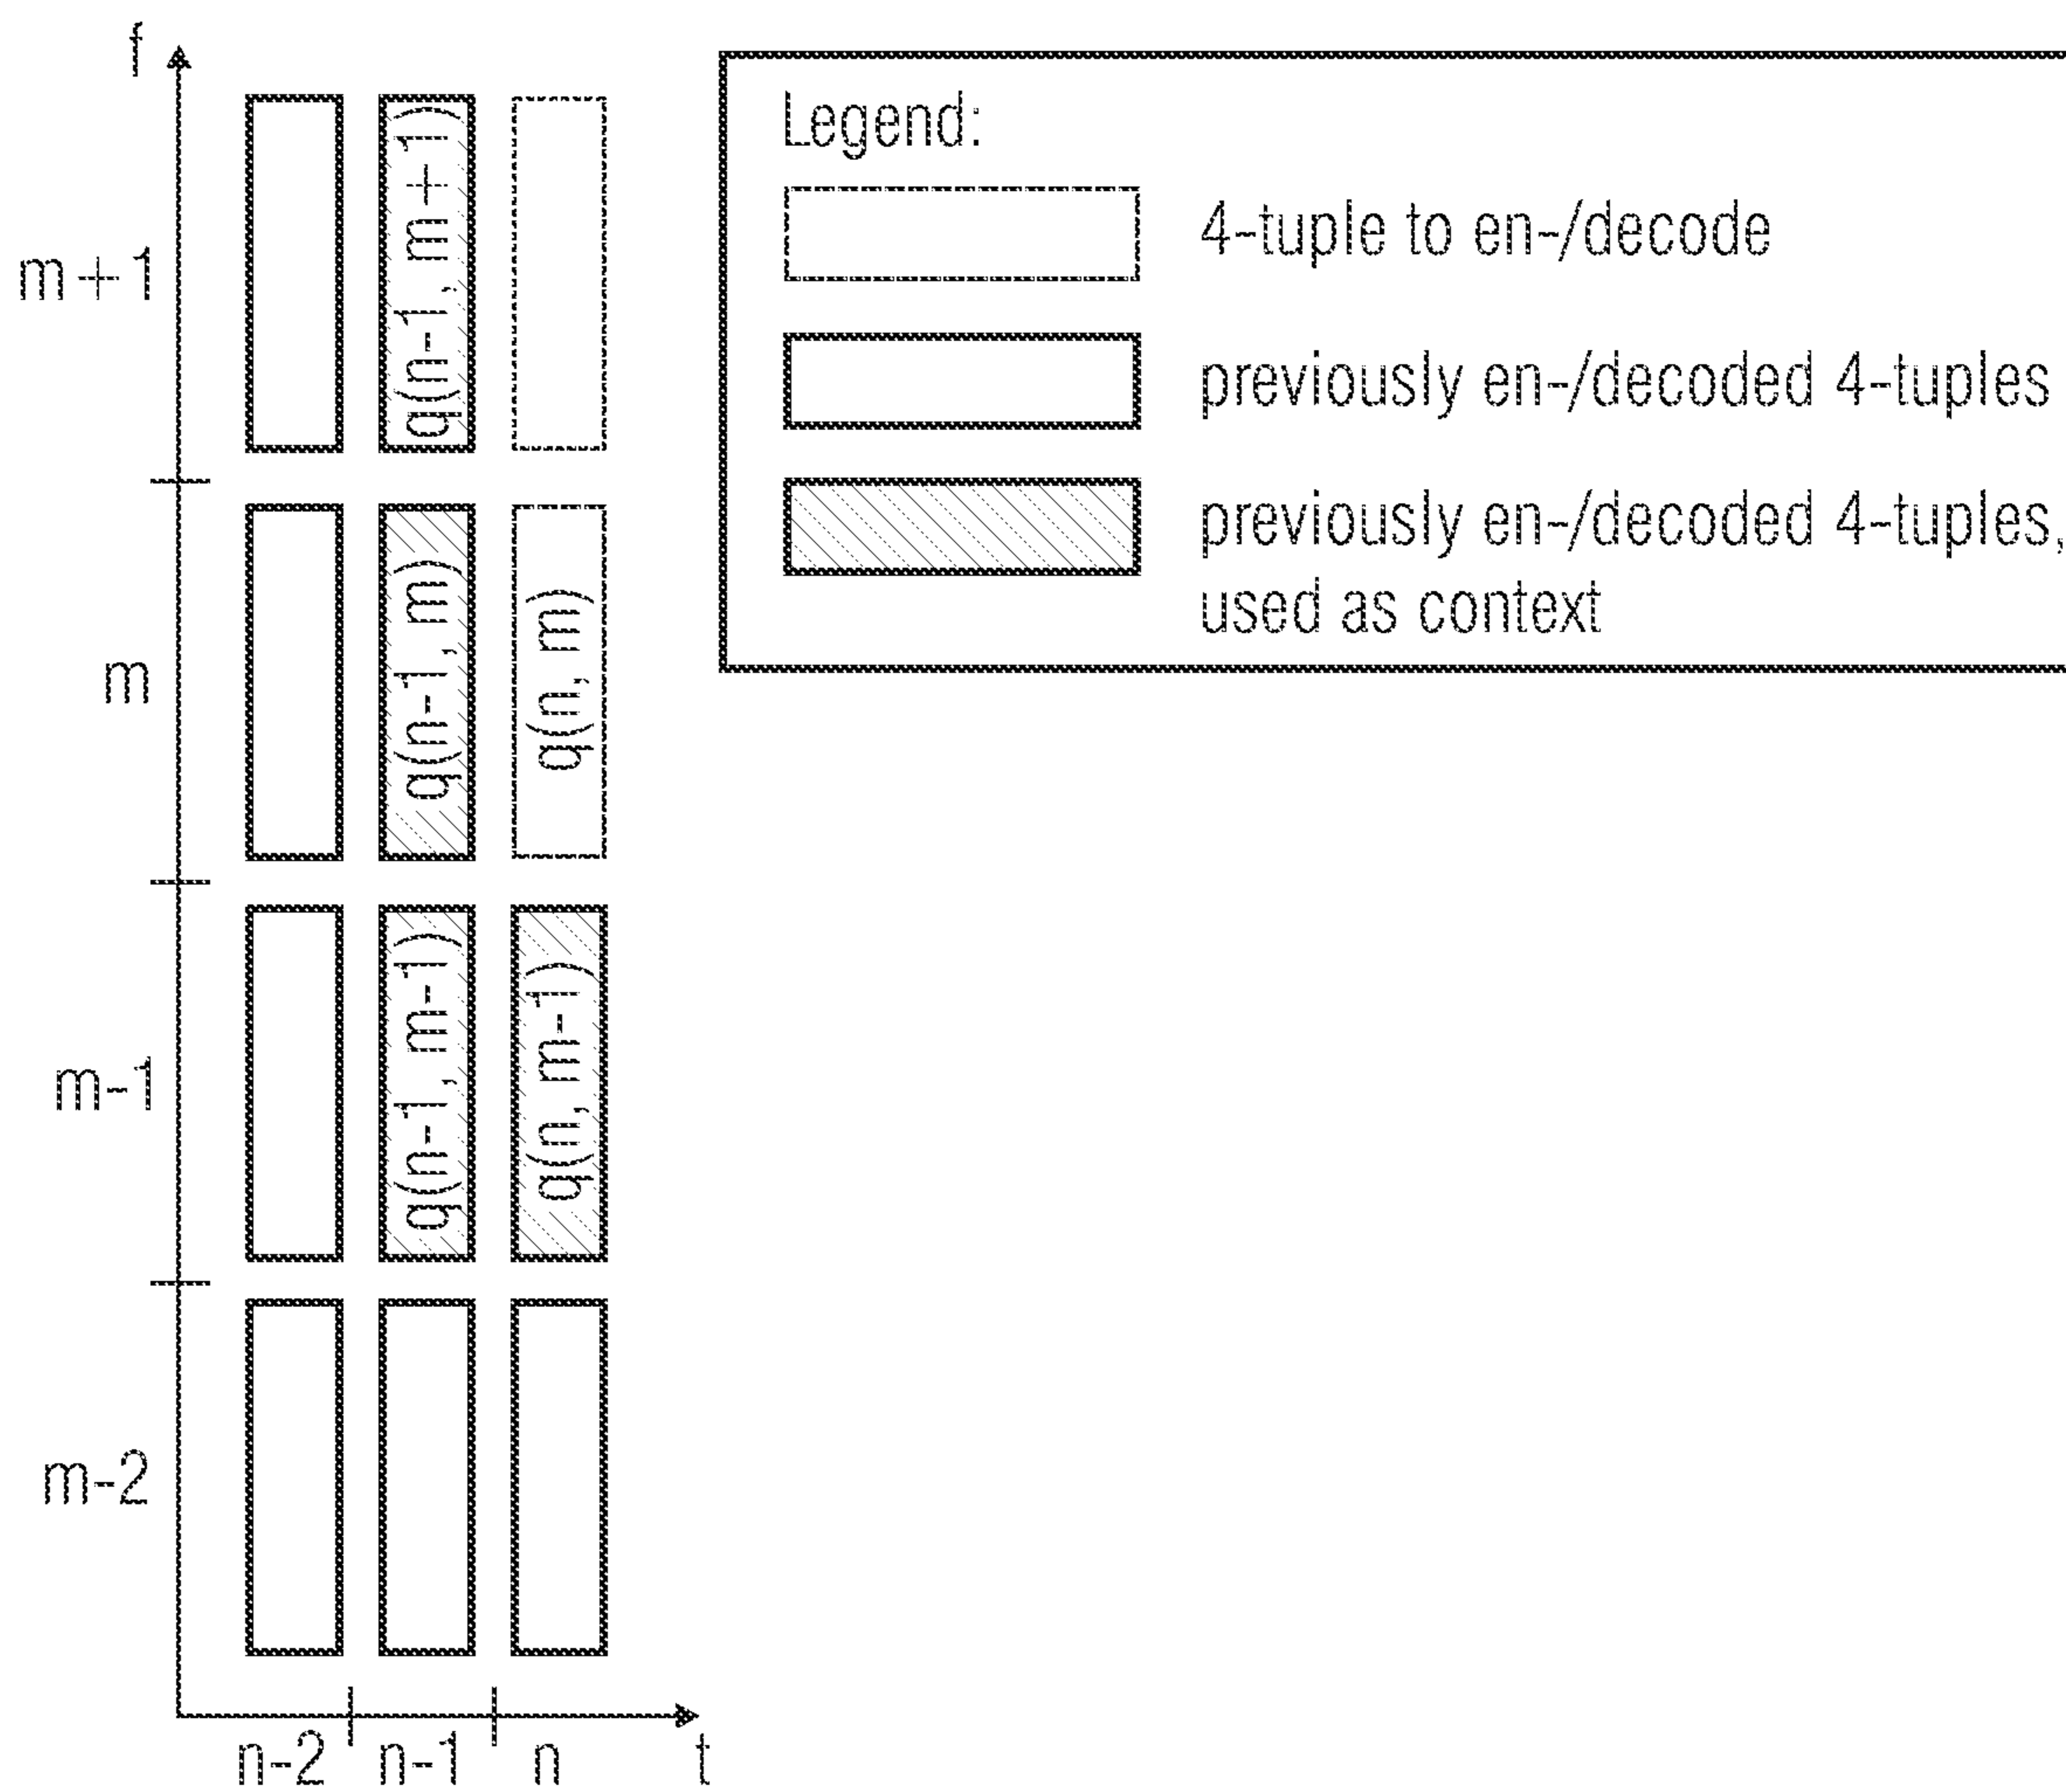 f
Legend:
4-tuple to en-/decode
previously en-/decoded 4-tuples
previously en-/decoded 4-tuples,
used as context
m+1
q(n-1, m+1)
m
q(n-1, m)
q(n, m)
m-1
q(n-1, m-1)
q(n, m-1)
m-2
n-2
n-1
n
t